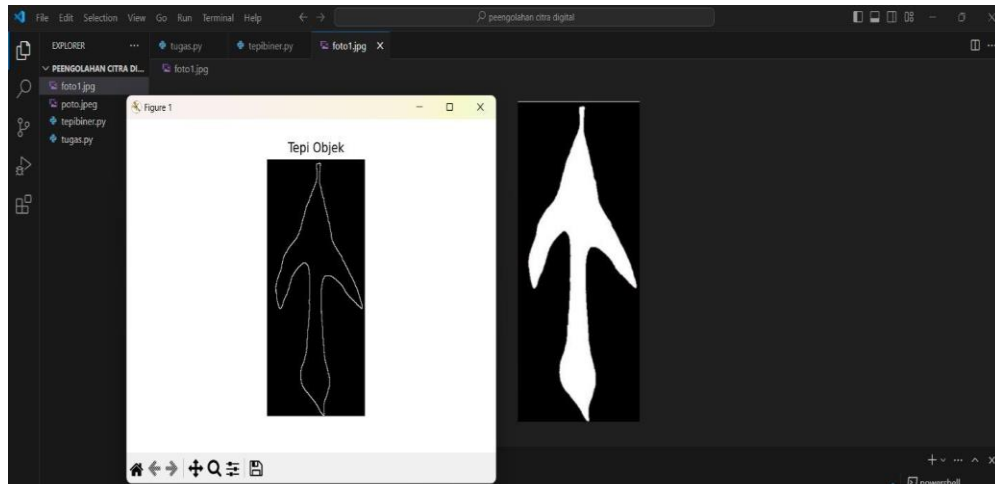 File Edit Selection View Go Run Terminal Help
peengolahan citra digital
EXPLORER
tugas.py
tepibiner.py
foto1.jpg
PEENGOLAHAN CITRA DI...
foto1.jpg
foto1.jpg
poto.jpeg
tepibiner.py
tugas.py
Figure 1
Tepi Objek
powershell